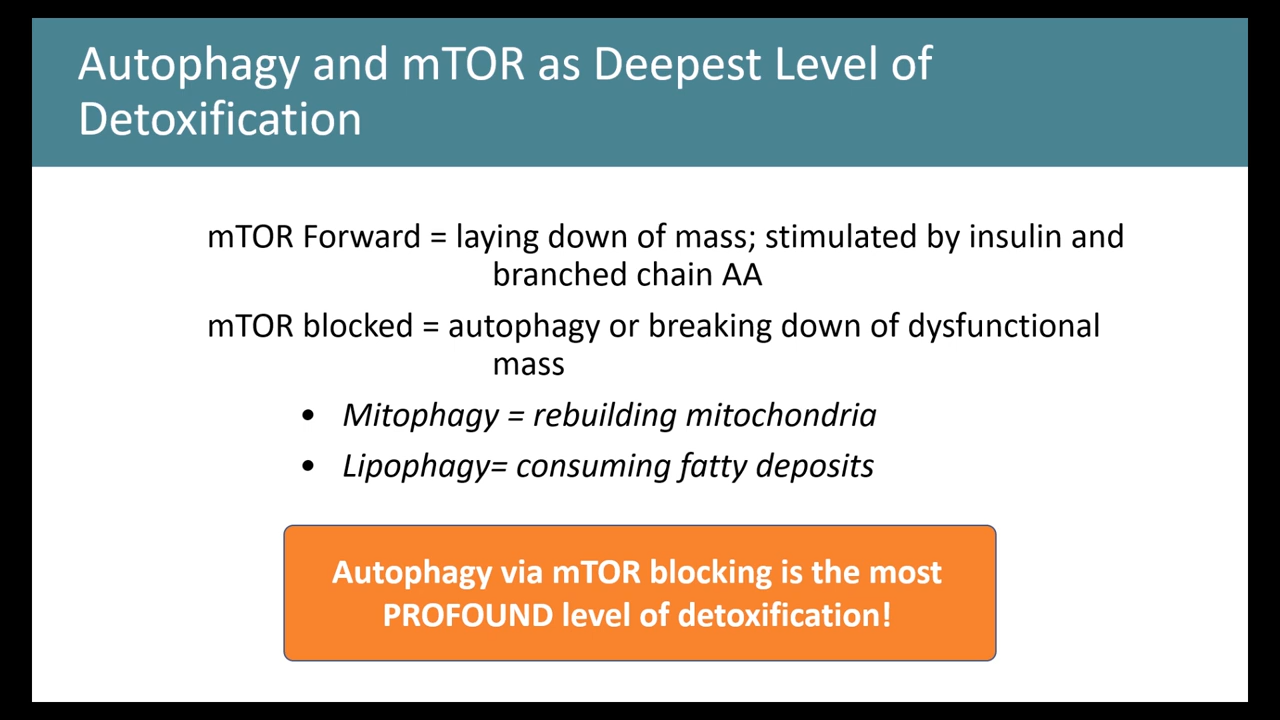 Autophagy and mTOR as Deepest Level of
Detoxification
mTOR Forward = laying down of mass; stimulated by insulin and
branched chain AA
mTOR blocked = autophagy or breaking down of dysfunctional
mass
• Mitophagy = rebuilding mitochondria
• Lipophagy= consuming fatty deposits
Autophagy via mTOR blocking is the most
PROFOUND level of detoxification!